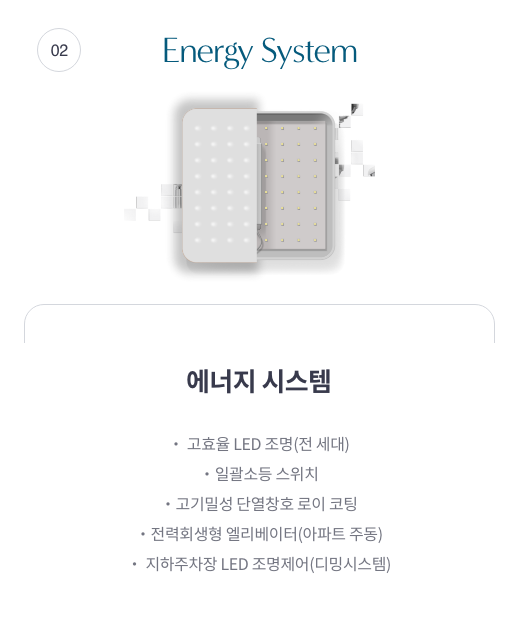 02
Energy System
에너지 시스템
• 고효율 LED 조명(전 세대)
• 일괄소등 스위치
• 고기밀성 단열창호 로이 코팅
• 전력회생형 엘리베이터(아파트 주동)
• 지하주차장 LED 조명제어(디밍시스템)